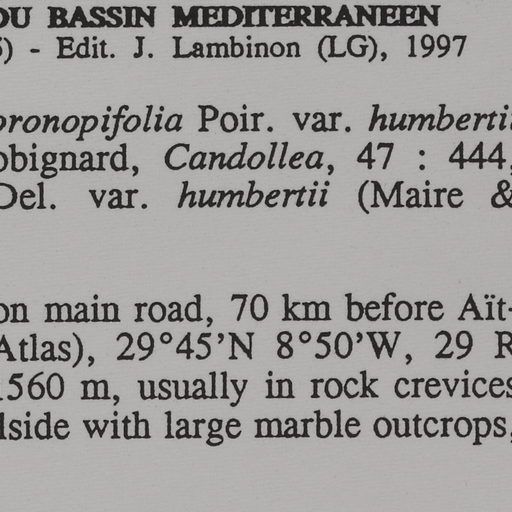 DU BASSIN MEDITERRANEEN
) - Edit. J. Lambinon (LG), 1997
oronopifolia Poir. var. humbertii
obignard, Candollea, 47 : 444,
Del. var. humbertii (Maire &
on main road, 70 km before Aït-
Atlas), 29°45'N 8°50'W, 29 R
1560 m, usually in rock crevices
lside with large marble outcrops,